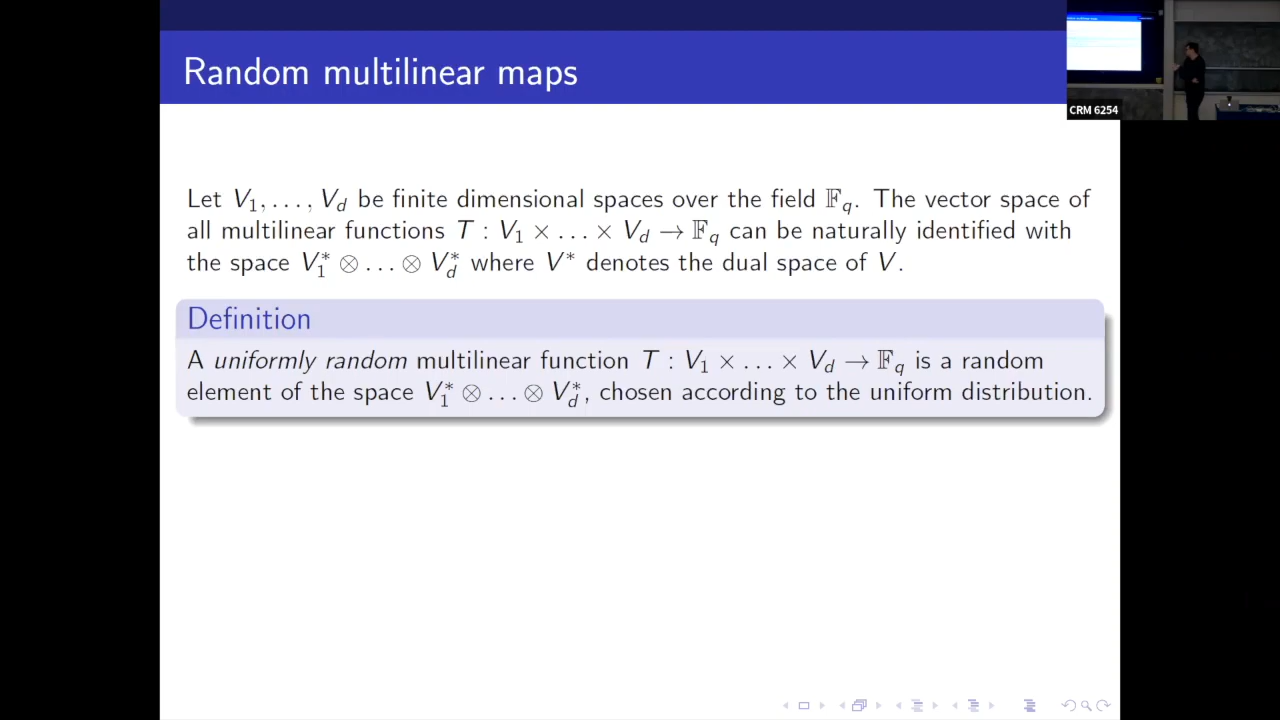 Random multilinear maps
CRM 6254
Let V₁, . . . , V_d be finite dimensional spaces over the field 𝔽_q. The vector space of
all multilinear functions T : V₁ × . . . × V_d → 𝔽_q can be naturally identified with
the space V₁* ⊗ . . . ⊗ V_d* where V* denotes the dual space of V.
Definition
A uniformly random multilinear function T : V₁ × . . . × V_d → 𝔽_q is a random
element of the space V₁* ⊗ . . . ⊗ V_d*, chosen according to the uniform distribution.